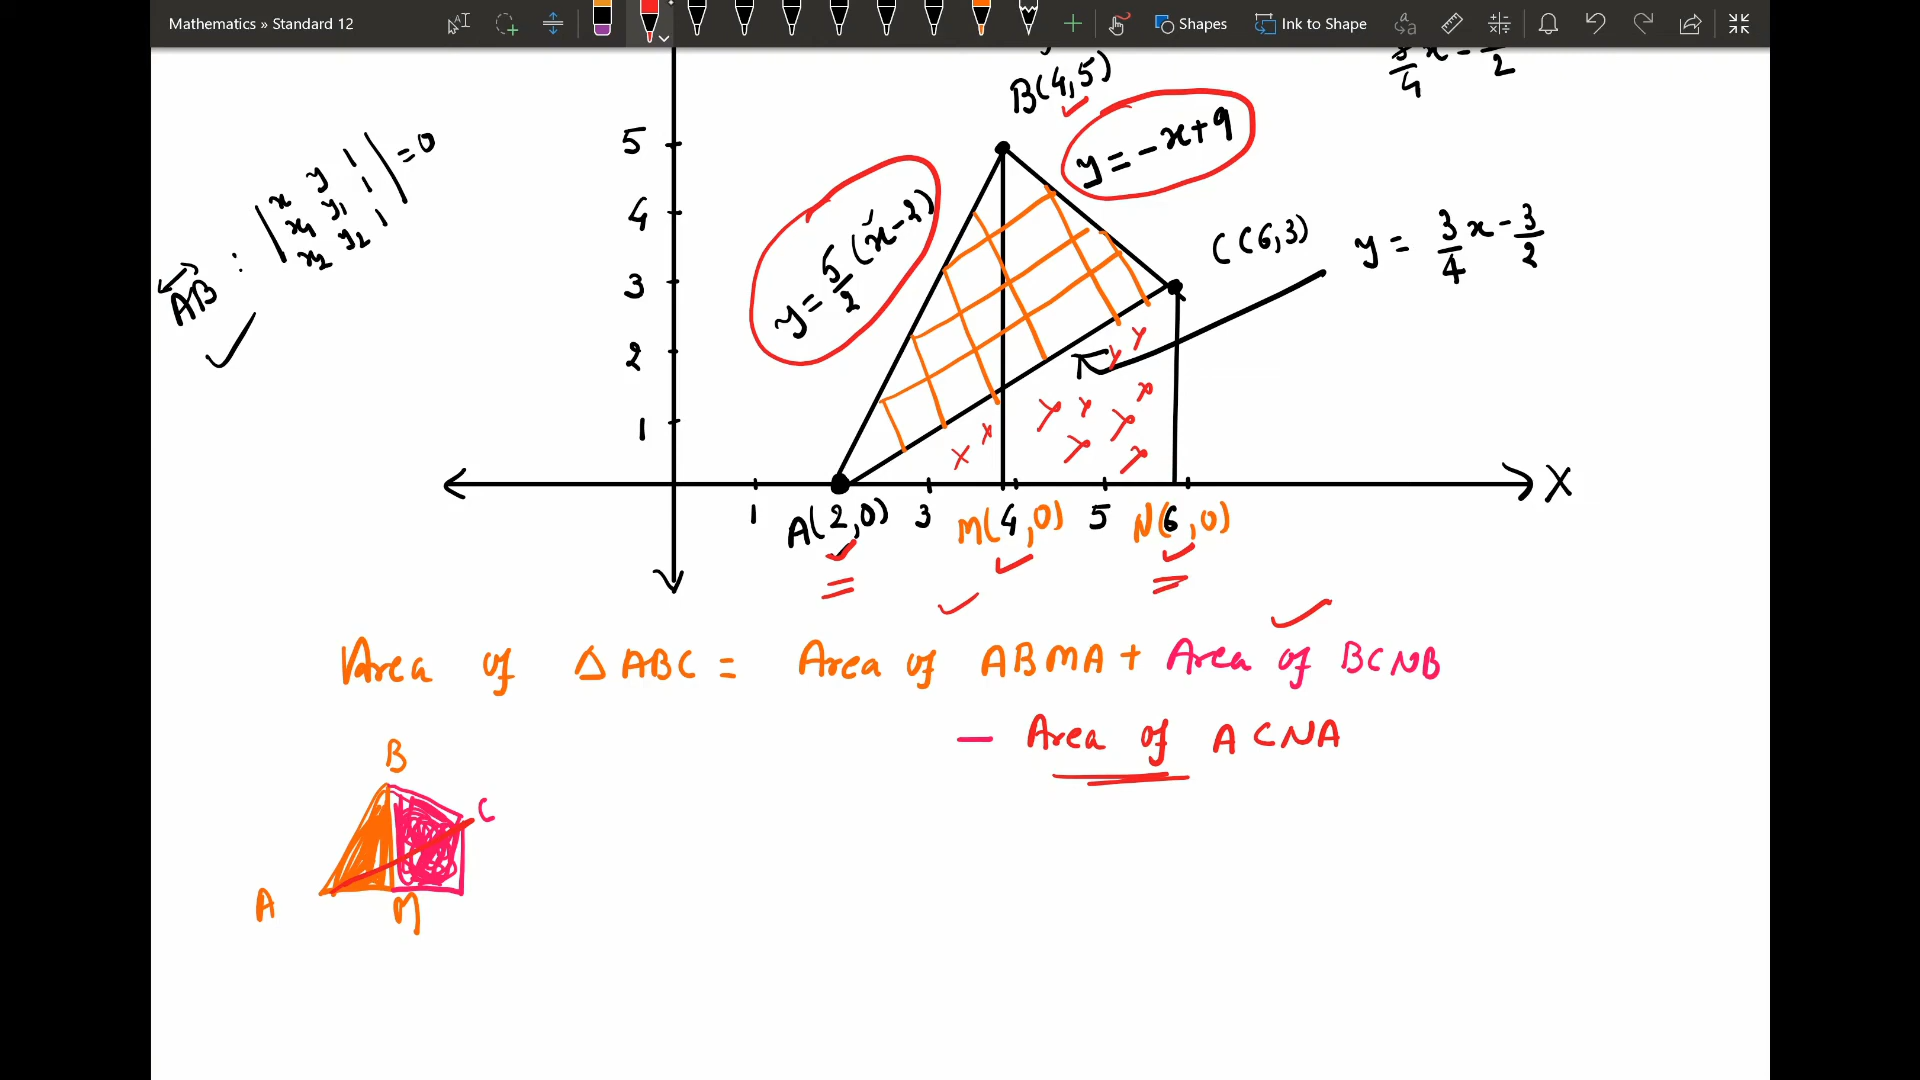 Mathematics » Standard 12
Shapes
Ink to Shape
B(4,5)
y = -x+9
y = 5/2 (x-2)
C(6,3)
y = 3/4 x - 3/2
AB :
| x y 1 |
| x1 y1 1 | = 0
| x2 y2 1 |
5
4
3
2
1
X
1 A(2,0) 3 M(4,0) 5 N(6,0)
Area of Δ ABC = Area of ABMA + Area of BCNB
- Area of ACNA
B
C
A
M